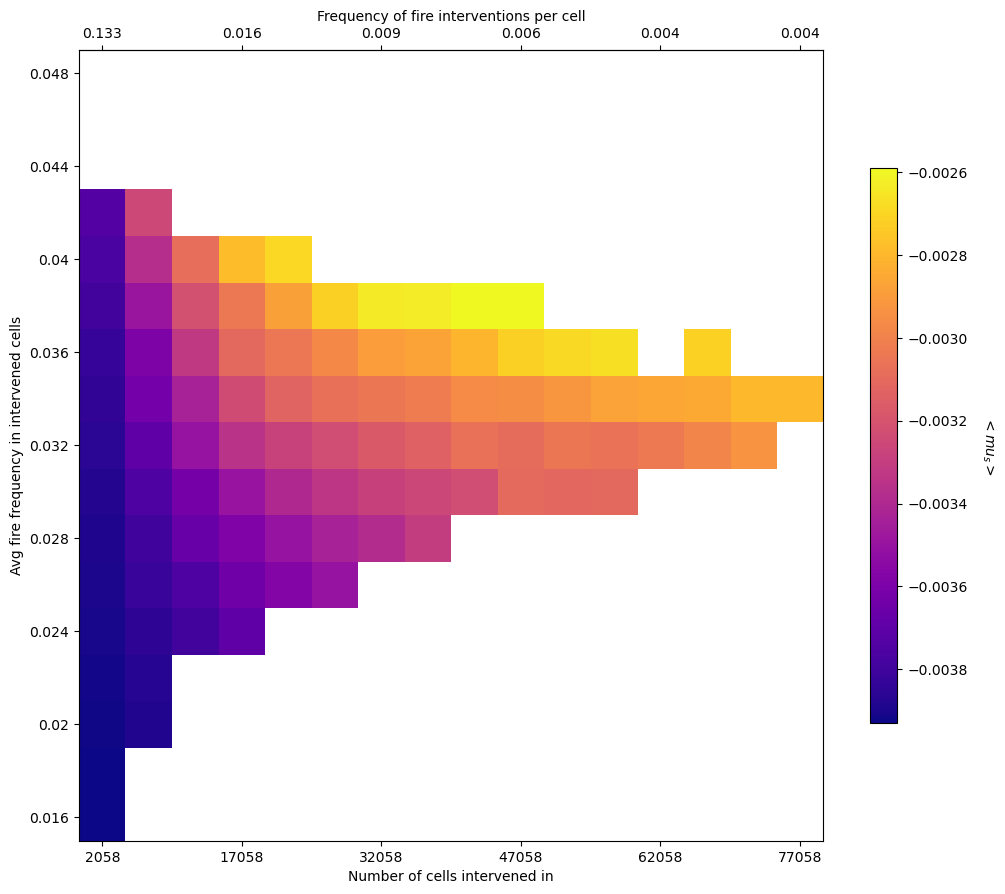 Frequency of fire interventions per cell
0.133 0.016 0.009 0.006 0.004 0.004
0.048
0.044
0.04
0.036
0.032
0.028
0.024
0.02
0.016
Avg fire frequency in intervened cells
2058 17058 32058 47058 62058 77058
Number of cells intervened in
−0.0026
−0.0028
−0.0030
−0.0032
−0.0034
−0.0036
−0.0038
< mu_s >